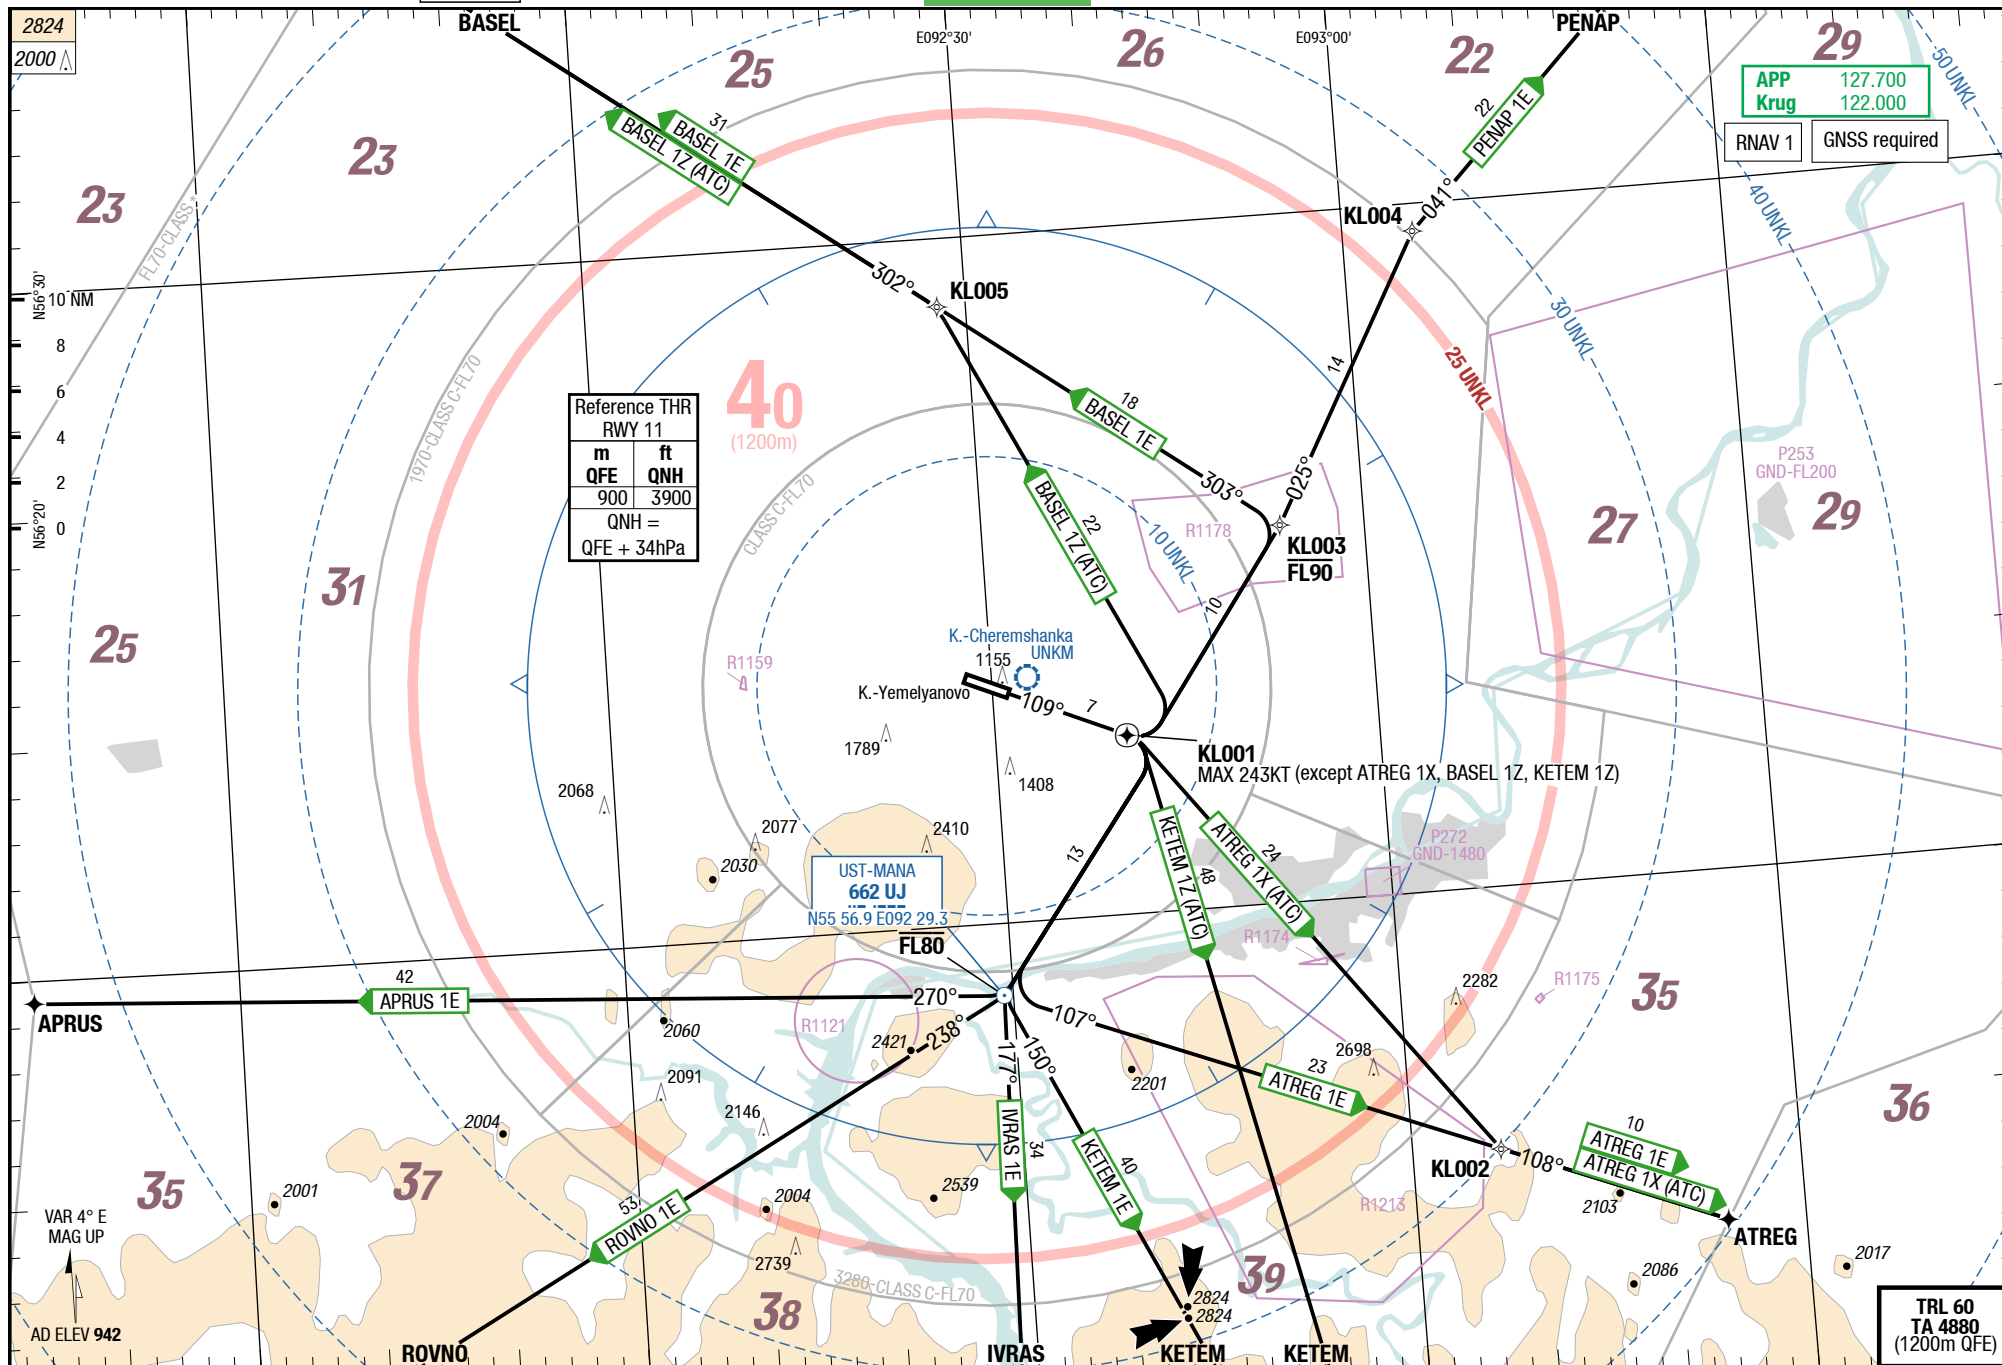 2824
2000
BASEL
E092°30'
E093°00'
PENAP
25
26
22
29
50 UNKL
APP 127.700
Krug 122.000
RNAV 1
GNSS required
31
BASEL 1E
BASEL 1Z (ATC)
22
PENAP 1E
23
23
FL70-CLASS *
041°
KL004
40 UNKL
N56°30'
10 NM
8
6
4
2
0
N56°20'
302°
KL005
30 UNKL
25 UNKL
14
1970-CLASS C-FL70
Reference THR
RWY 11
m ft
QFE QNH
900 3900
QNH =
QFE + 34hPa
40
(1200m)
18
BASEL 1E
303°
025°
P253
GND-FL200
29
27
CLASS C-FL70
BASEL 1Z (ATC)
22
10 UNKL
R1178
KL003
FL90
31
10
25
K.-Cheremshanka
UNKM
1155
R1159
K.-Yemelyanovo
109°
7
1789
KL001
MAX 243KT (except ATREG 1X, BASEL 1Z, KETEM 1Z)
1408
2068
2077
2410
2030
13
KETEM 1Z (ATC)
48
ATREG 1X (ATC)
24
P272
GND-1480
UST-MANA
662 UJ
N55 56.9 E092 29.3
FL80
R1174
42
APRUS 1E
270°
APRUS
2282
R1175
35
R1121
2060
2421
238°
177°
150°
107°
2698
2201
23
ATREG 1E
2091
2146
2004
36
IVRAS 1E
34
KETEM 1E
40
10
ATREG 1E
ATREG 1X (ATC)
KL002
108°
35
37
2001
2004
2539
53
ROVNO 1E
R1213
2103
ATREG
VAR 4° E
MAG UP
2739
3280-CLASS C-FL70
39
2017
2086
38
2824
2824
AD ELEV 942
TRL 60
TA 4880
(1200m QFE)
ROVNO
IVRAS
KETEM
KETEM